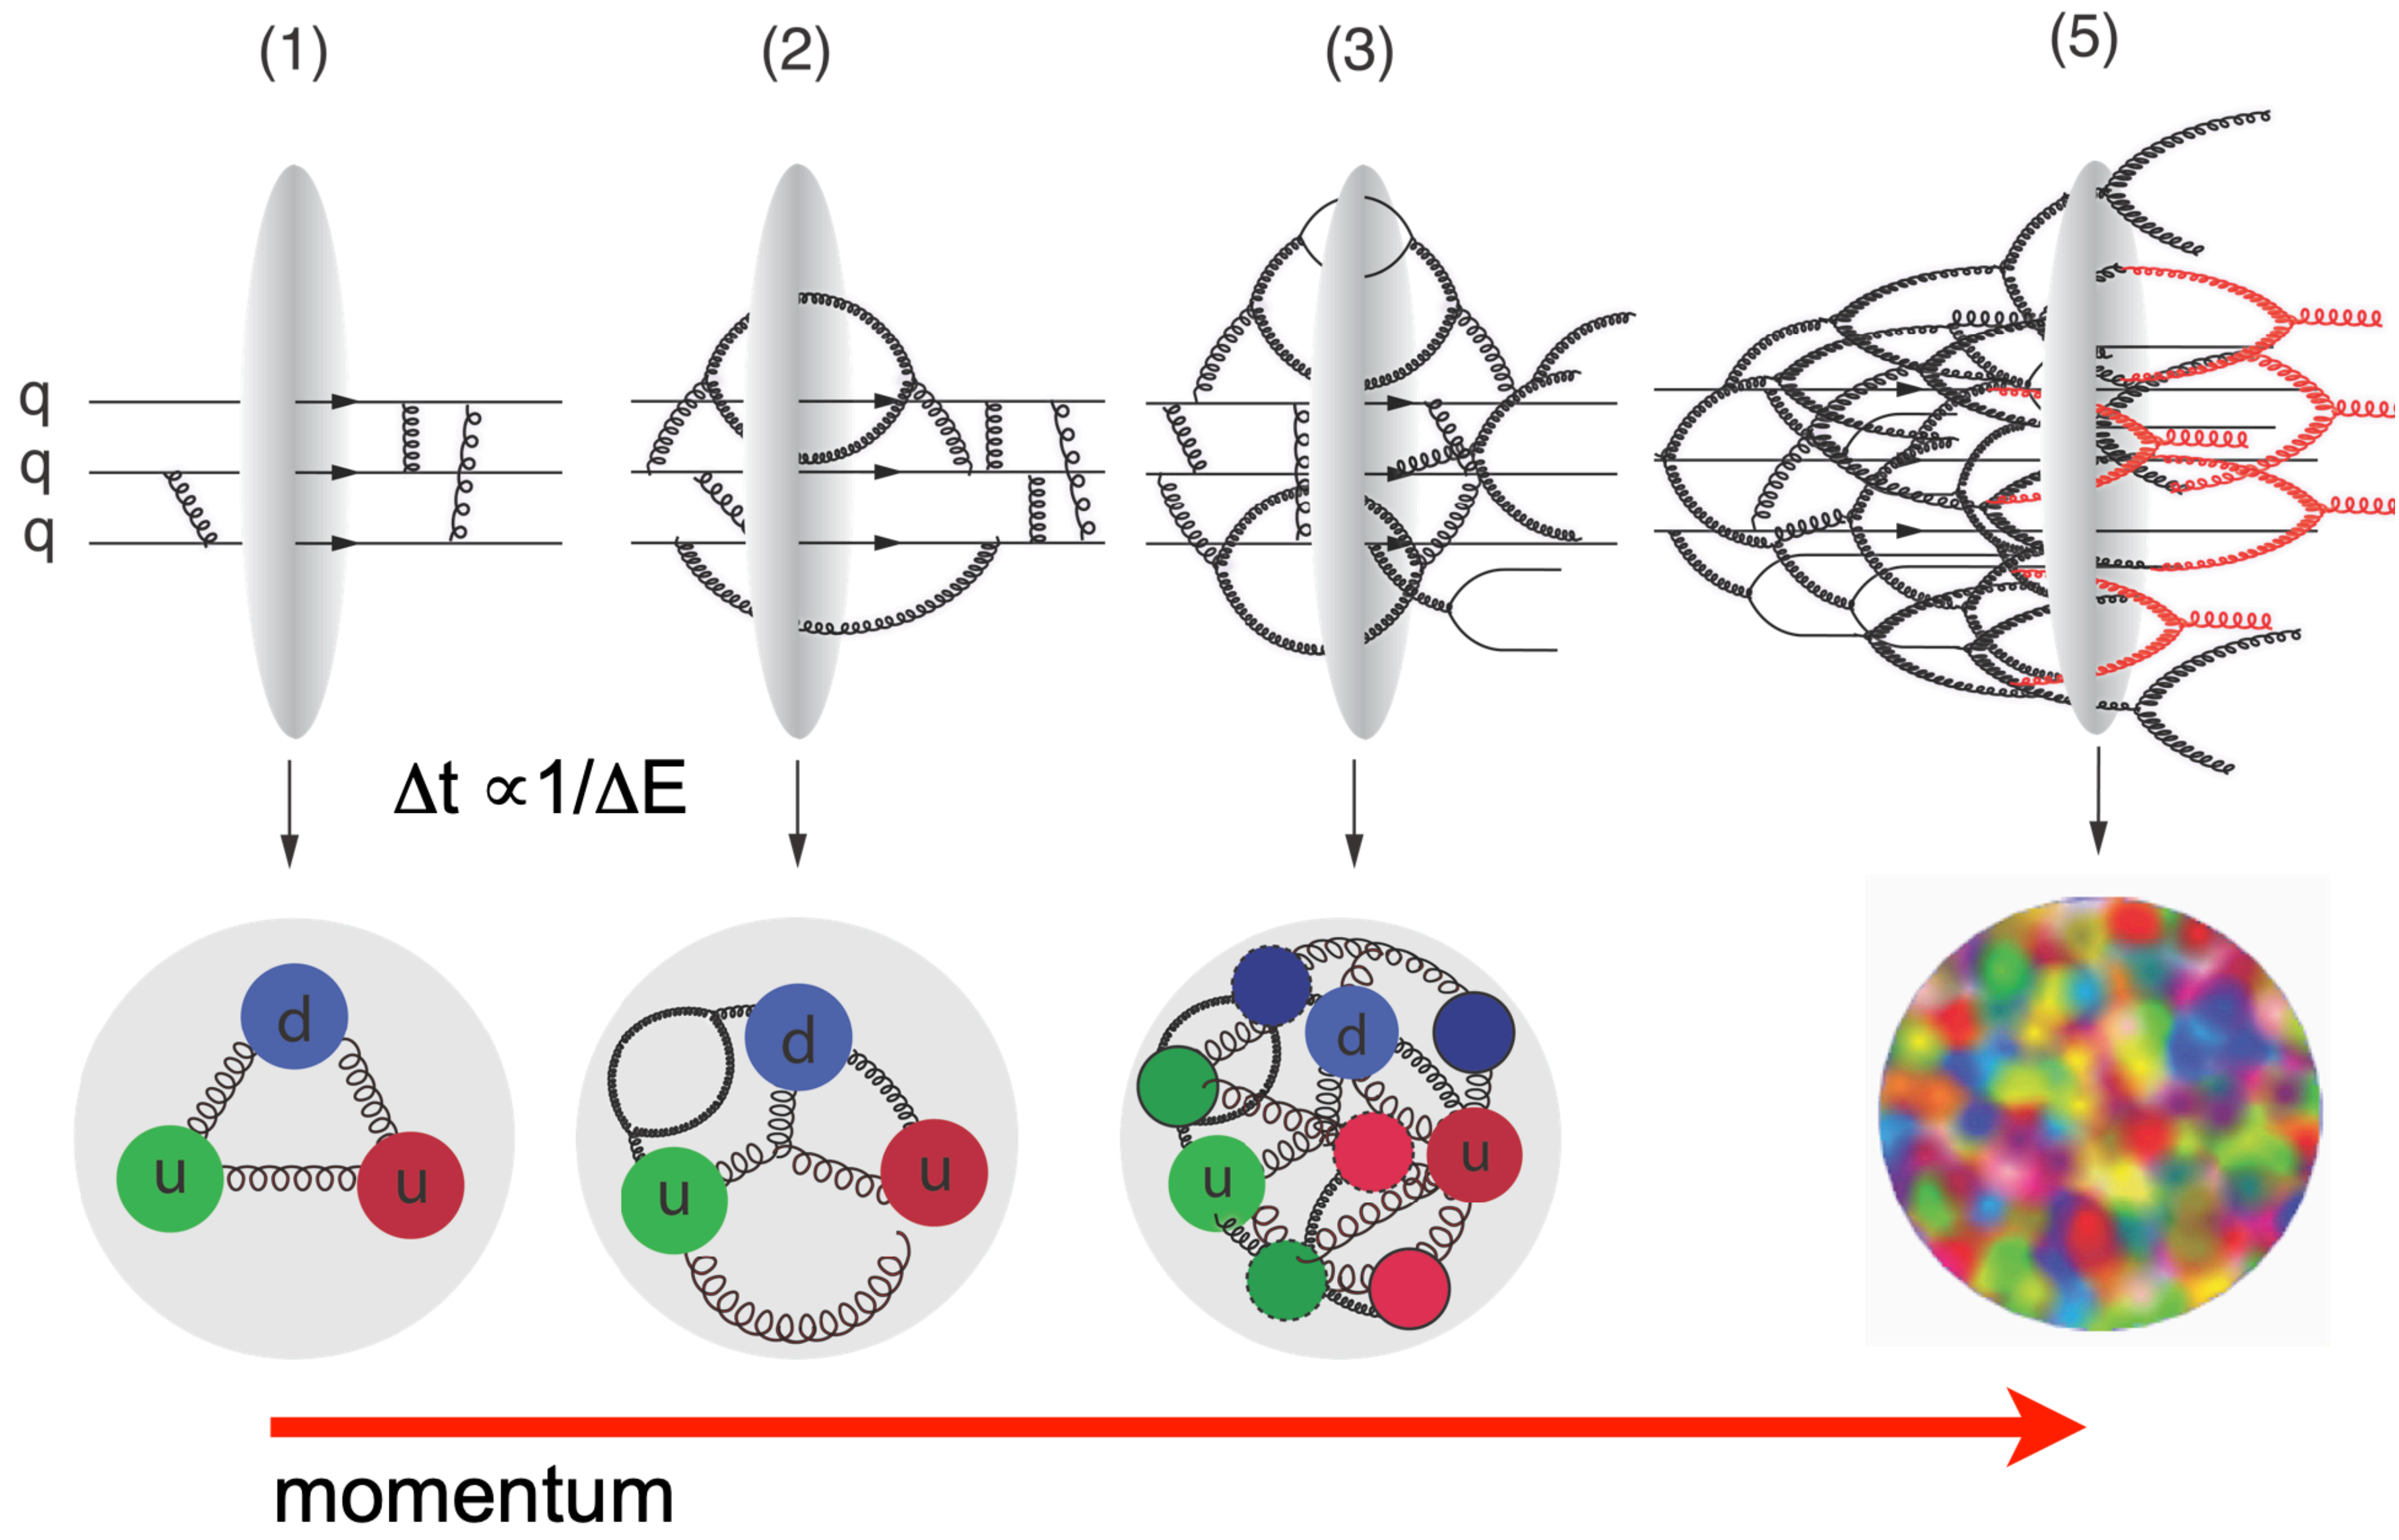 (1) (2) (3) (5)
q
q
q
Δt ∝1/ΔE
d
u u
d
u u
d
u u
momentum